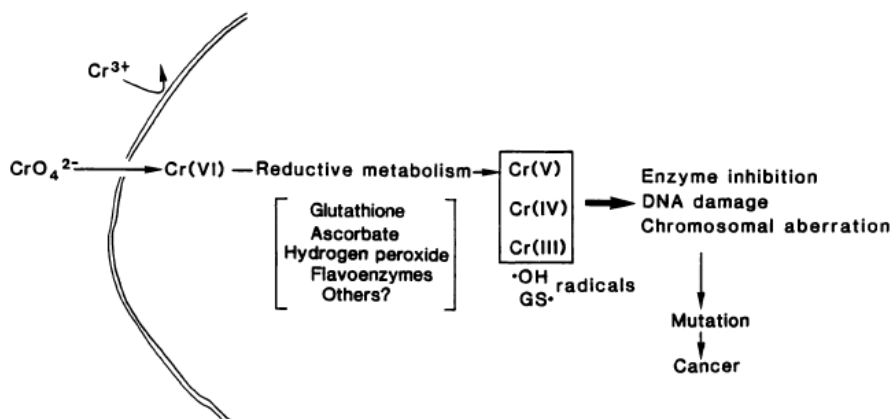 Cr³⁺
CrO₄²⁻ Cr(VI) — Reductive metabolism Cr(V)
Glutathione
Ascorbate
Hydrogen peroxide
Flavoenzymes
Others?
Cr(IV)
Cr(III)
·OH
GS·
radicals
Enzyme inhibition
DNA damage
Chromosomal aberration
Mutation
Cancer